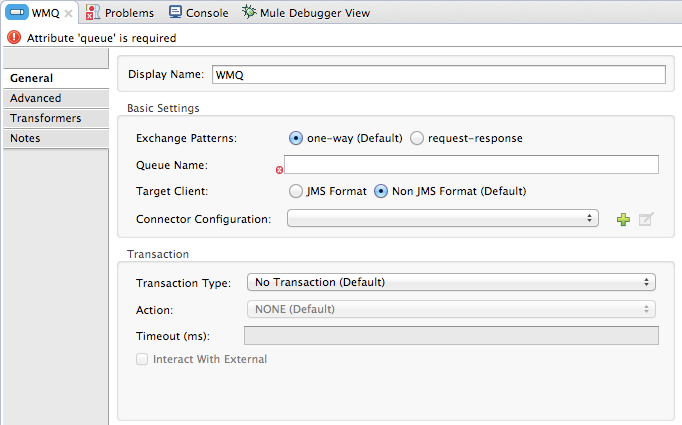 WMQ Problems Console Mule Debugger View
Attribute 'queue' is required
General
Advanced
Transformers
Notes
Display Name: WMQ
Basic Settings
Exchange Patterns: one-way (Default) request-response
Queue Name:
Target Client: JMS Format Non JMS Format (Default)
Connector Configuration:
Transaction
Transaction Type: No Transaction (Default)
Action: NONE (Default)
Timeout (ms):
Interact With External